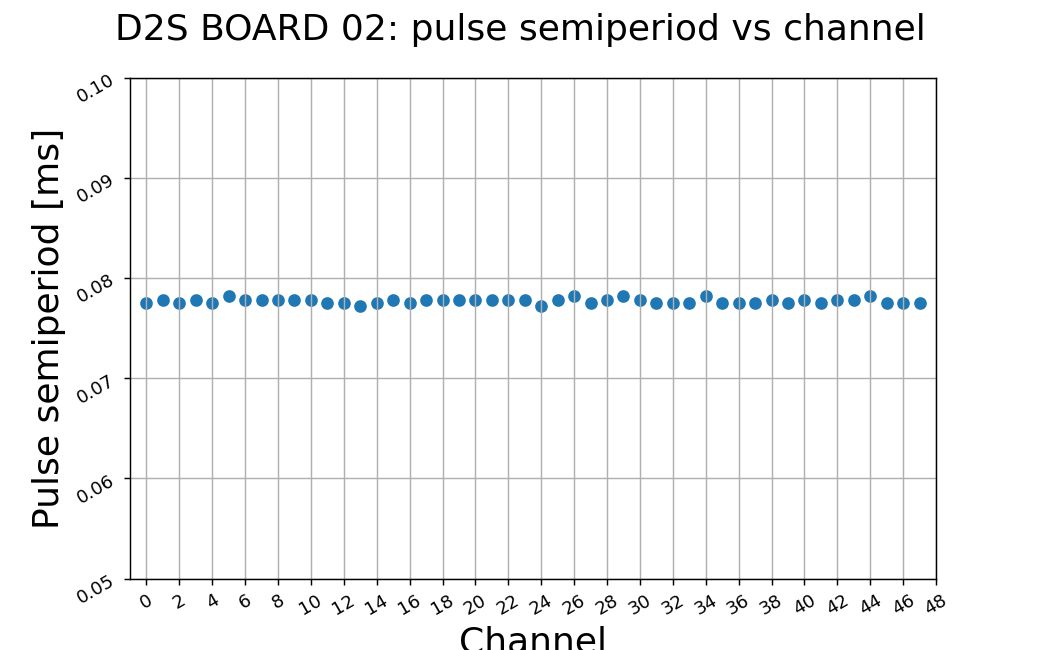 D2S BOARD 02: pulse semiperiod vs channel
Pulse semiperiod [ms]
0.10
0.09
0.08
0.07
0.06
0.05
0 2 4 6 8 10 12 14 16 18 20 22 24 26 28 30 32 34 36 38 40 42 44 46 48
Channel